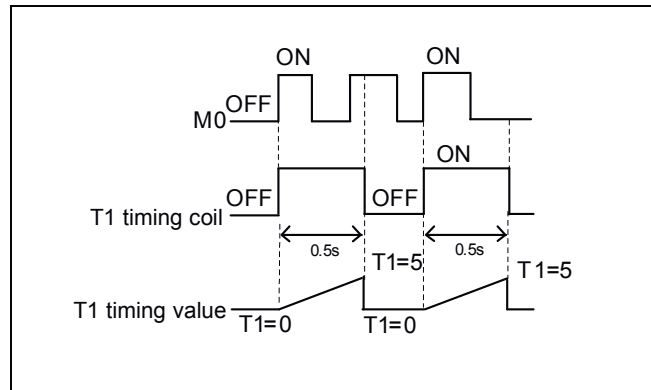 ON
ON
OFF
M0
ON
OFF
OFF
T1 timing coil
0.5s
0.5s
T1=5
T1=5
T1 timing value
T1=0
T1=0